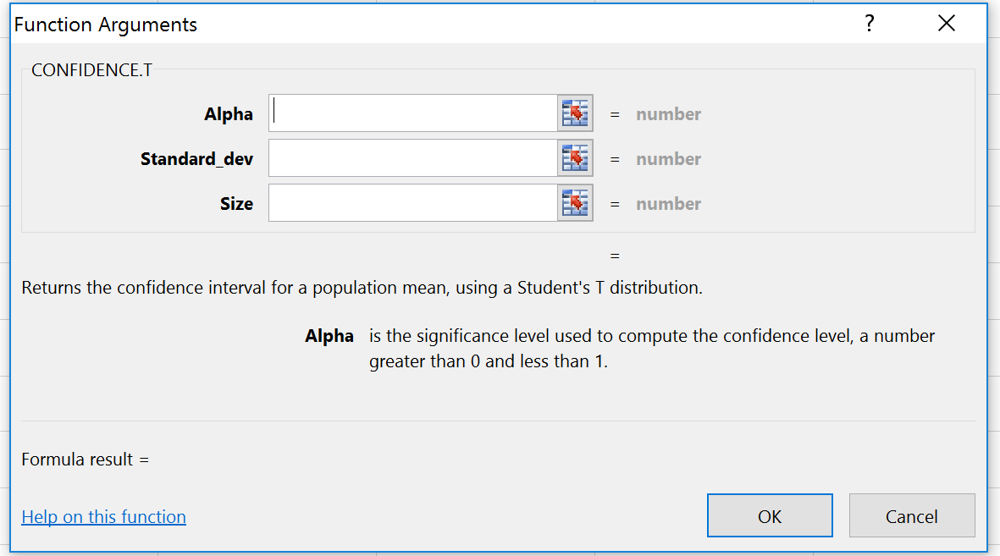 Function Arguments ?
CONFIDENCE.T
Alpha = number
Standard_dev = number
Size = number
=
Returns the confidence interval for a population mean, using a Student's T distribution.
Alpha is the significance level used to compute the confidence level, a number
greater than 0 and less than 1.
Formula result =
Help on this function OK Cancel